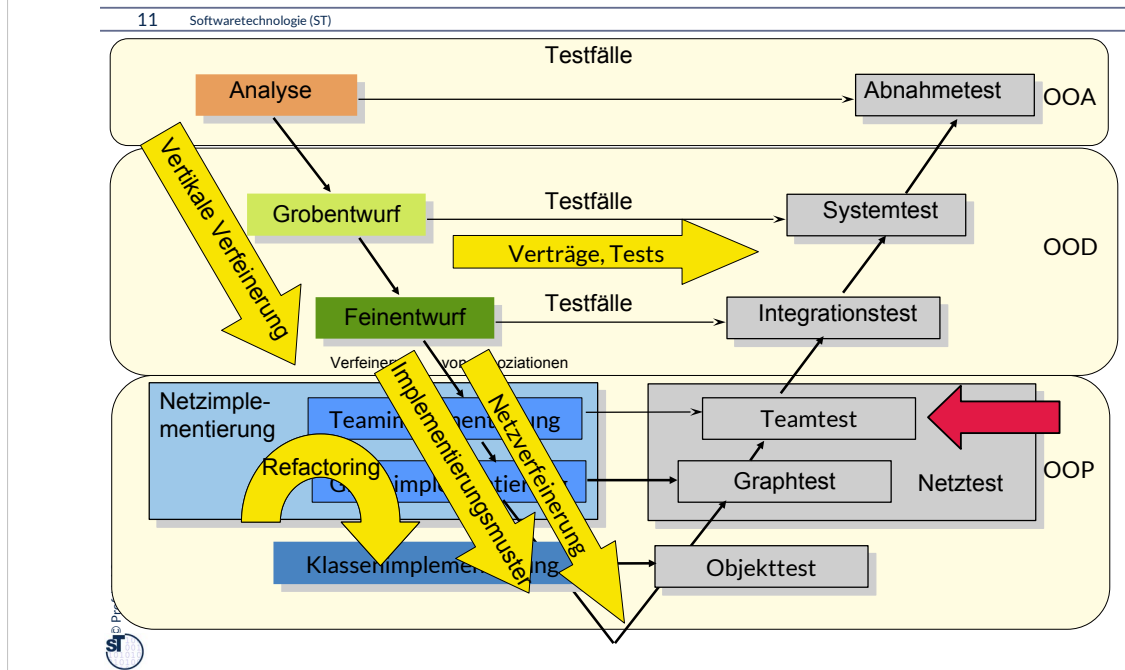 11 Softwaretechnologie (ST)
Testfälle
Analyse
Abnahmetest
OOA
Vertikale Verfeinerung
Grobentwurf
Testfälle
Systemtest
Verträge, Tests
OOD
Feinentwurf
Testfälle
Integrationstest
Netzimple-
mentierung
Implementierungsmuster
Netzverfeinerung
Teamtest
Refactoring
Graphtest
Netztest
OOP
Objekttest
ST